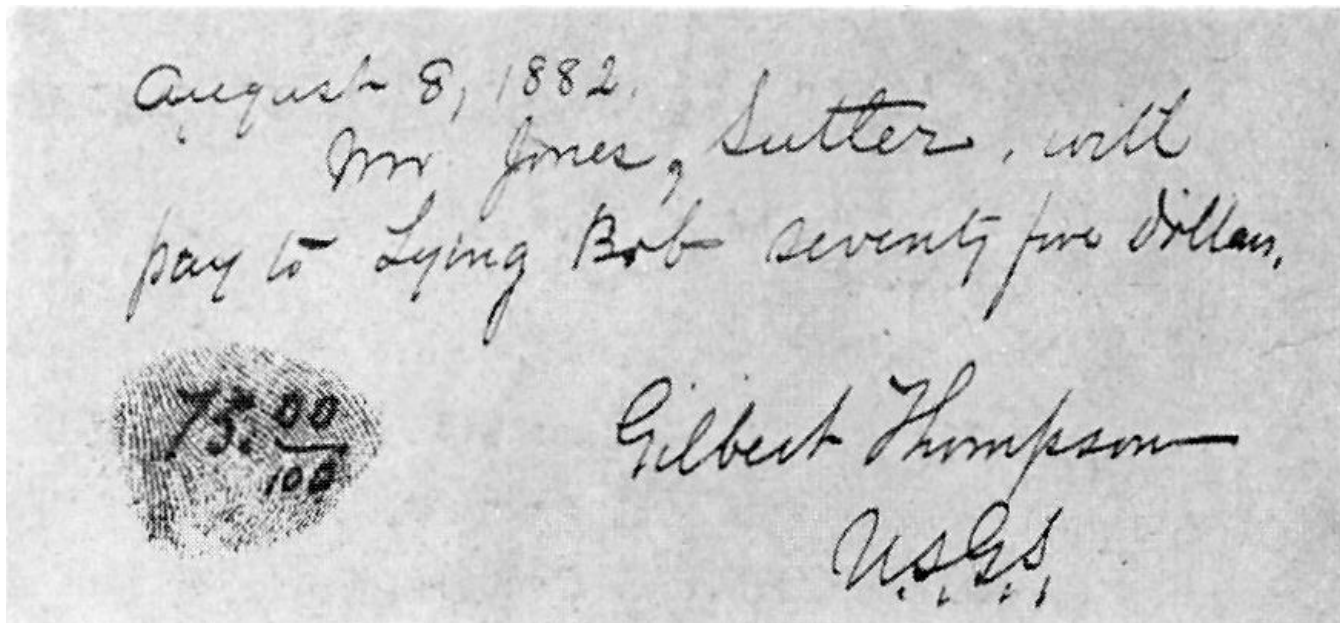 August 8, 1882.
Mr Jones, Sutler, will
pay to Lying Bob seventy five Dollars.
75.00/100
Gilbert Thompson
U.S.G.S.